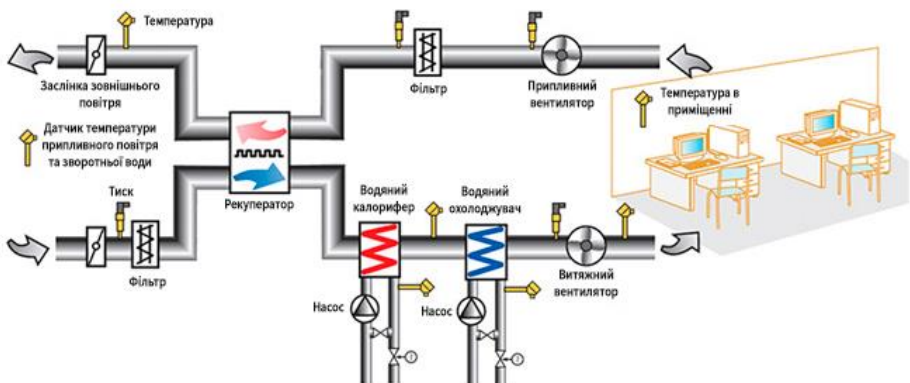 Температура
Заслінка зовнішнього
повітря
Фільтр
Припливний
вентилятор
Температура в
приміщенні
Датчик температури
припливного повітря
та зворотньої води
Тиск
Рекуператор
Водяний
калорифер
Водяний
охолоджувач
Фільтр
Насос
Насос
Витяжний
вентилятор